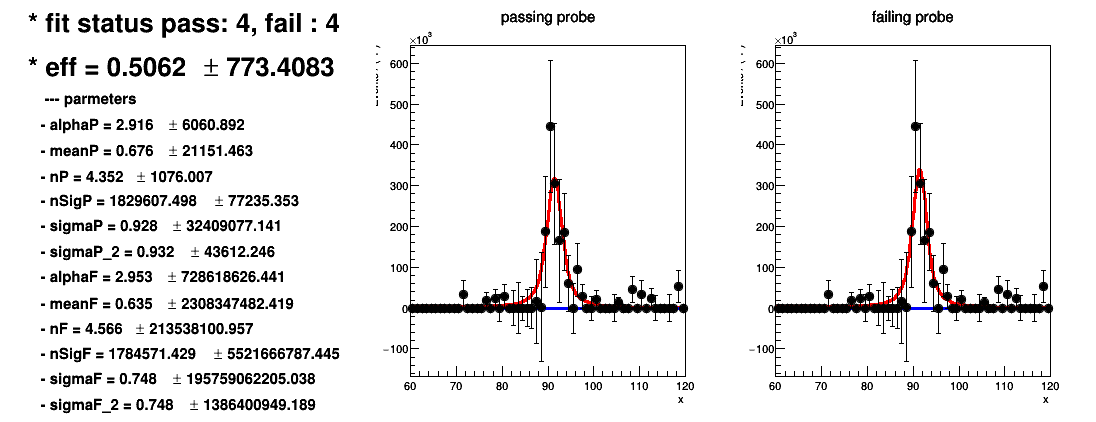 * fit status pass: 4, fail : 4
* eff = 0.5062 ± 773.4083
--- parmeters
- alphaP = 2.916 ± 6060.892
- meanP = 0.676 ± 21151.463
- nP = 4.352 ± 1076.007
- nSigP = 1829607.498 ± 77235.353
- sigmaP = 0.928 ± 32409077.141
- sigmaP_2 = 0.932 ± 43612.246
- alphaF = 2.953 ± 728618626.441
- meanF = 0.635 ± 2308347482.419
- nF = 4.566 ± 213538100.957
- nSigF = 1784571.429 ± 5521666787.445
- sigmaF = 0.748 ± 195759062205.038
- sigmaF_2 = 0.748 ± 1386400949.189
passing probe
×10³
600
500
400
300
200
100
0
−100
60 70 80 90 100 110 120
x
failing probe
×10³
600
500
400
300
200
100
0
−100
60 70 80 90 100 110 120
x